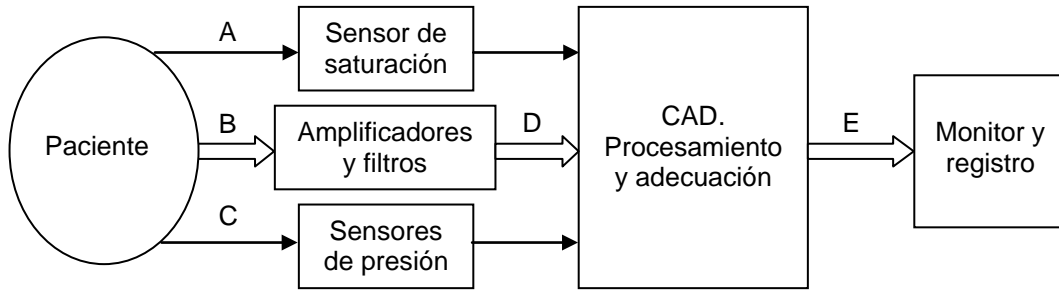 A
Sensor de
saturación
Paciente
B
Amplificadores
y filtros
D
CAD.
Procesamiento
y adecuación
E
Monitor y
registro
C
Sensores
de presión